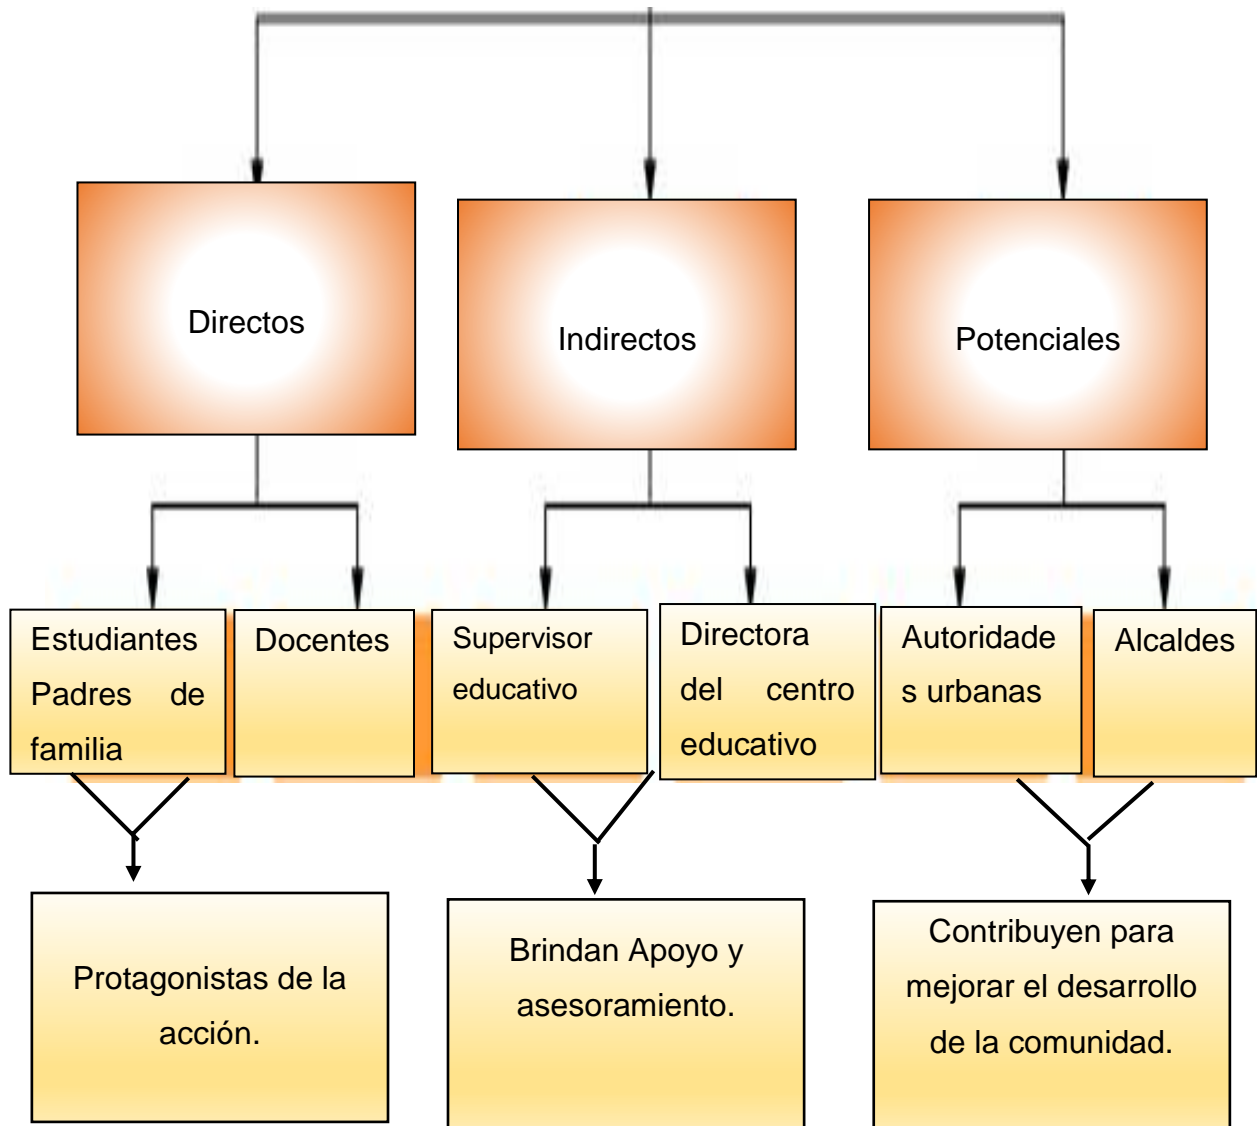 Directos
Indirectos
Potenciales
Estudiantes
Padres de
familia
Docentes
Supervisor
educativo
Directora
del centro
educativo
Autoridade
s urbanas
Alcaldes
Protagonistas de la
acción.
Brindan Apoyo y
asesoramiento.
Contribuyen para
mejorar el desarrollo
de la comunidad.